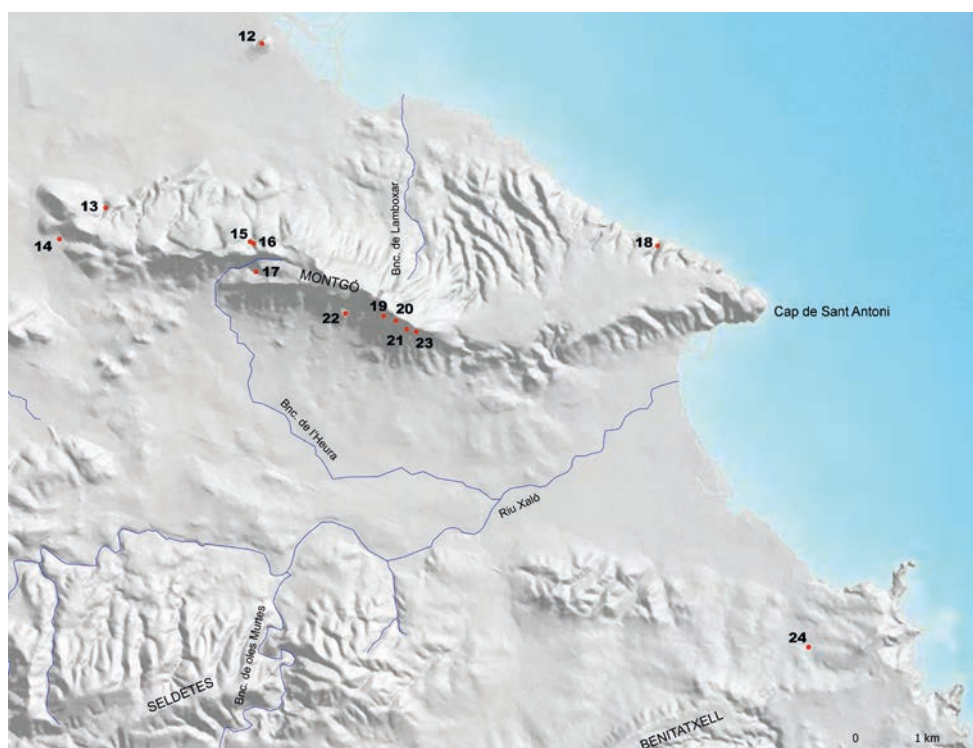 12
13
14
15
16
18
Bnc. de Lamboxar
17
MONTGÓ
Cap de Sant Antoni
19
20
22
21
23
Bnc. de l'Heura
Riu Xaló
Bnc. de oles Murtes
SELDETES
24
BENITATXELL
0 1 km